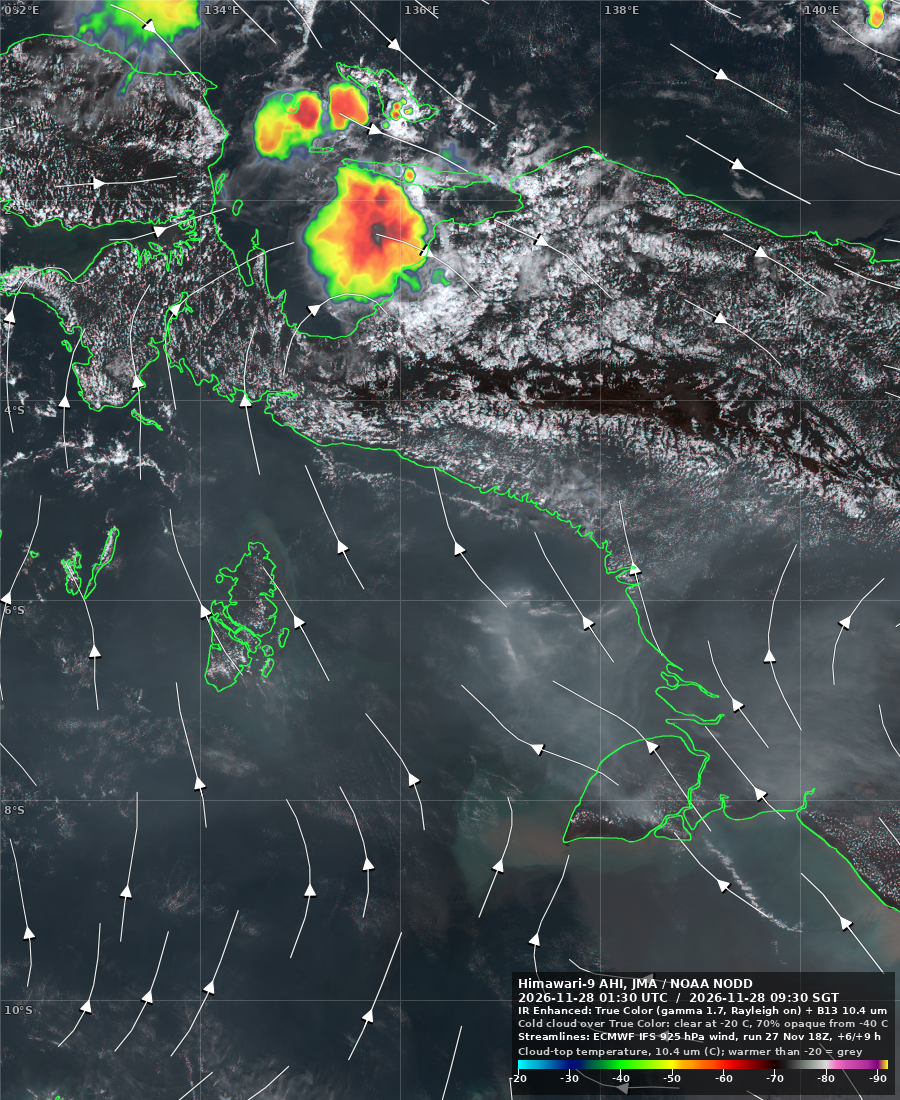 134°E
136°E
138°E
140°E
4°S
6°S
8°S
10°S
Himawari-9 AHI, JMA / NOAA NODD
2026-11-28 01:30 UTC / 2026-11-28 09:30 SGT
IR Enhanced: True Color (gamma 1.7, Rayleigh on) + B13 10.4 um
Cold cloud over True Color: clear at -20 C, 70% opaque from -40 C
Streamlines: ECMWF IFS 925 hPa wind, run 27 Nov 18Z, +6/+9 h
Cloud-top temperature, 10.4 um (C); warmer than -20 = grey
-20 -30 -40 -50 -60 -70 -80 -90